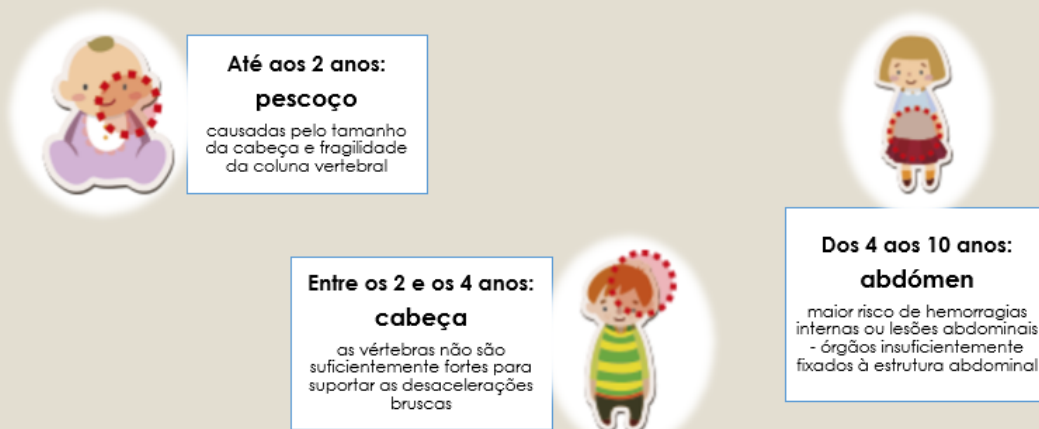 Até aos 2 anos:
pescoço
causadas pelo tamanho
da cabeça e fragilidade
da coluna vertebral
Entre os 2 e os 4 anos:
cabeça
as vértebras não são
suficientemente fortes para
suportar as desacelerações
bruscas
Dos 4 aos 10 anos:
abdómen
maior risco de hemorragias
internas ou lesões abdominais
- órgãos insuficientemente
fixados à estrutura abdominal